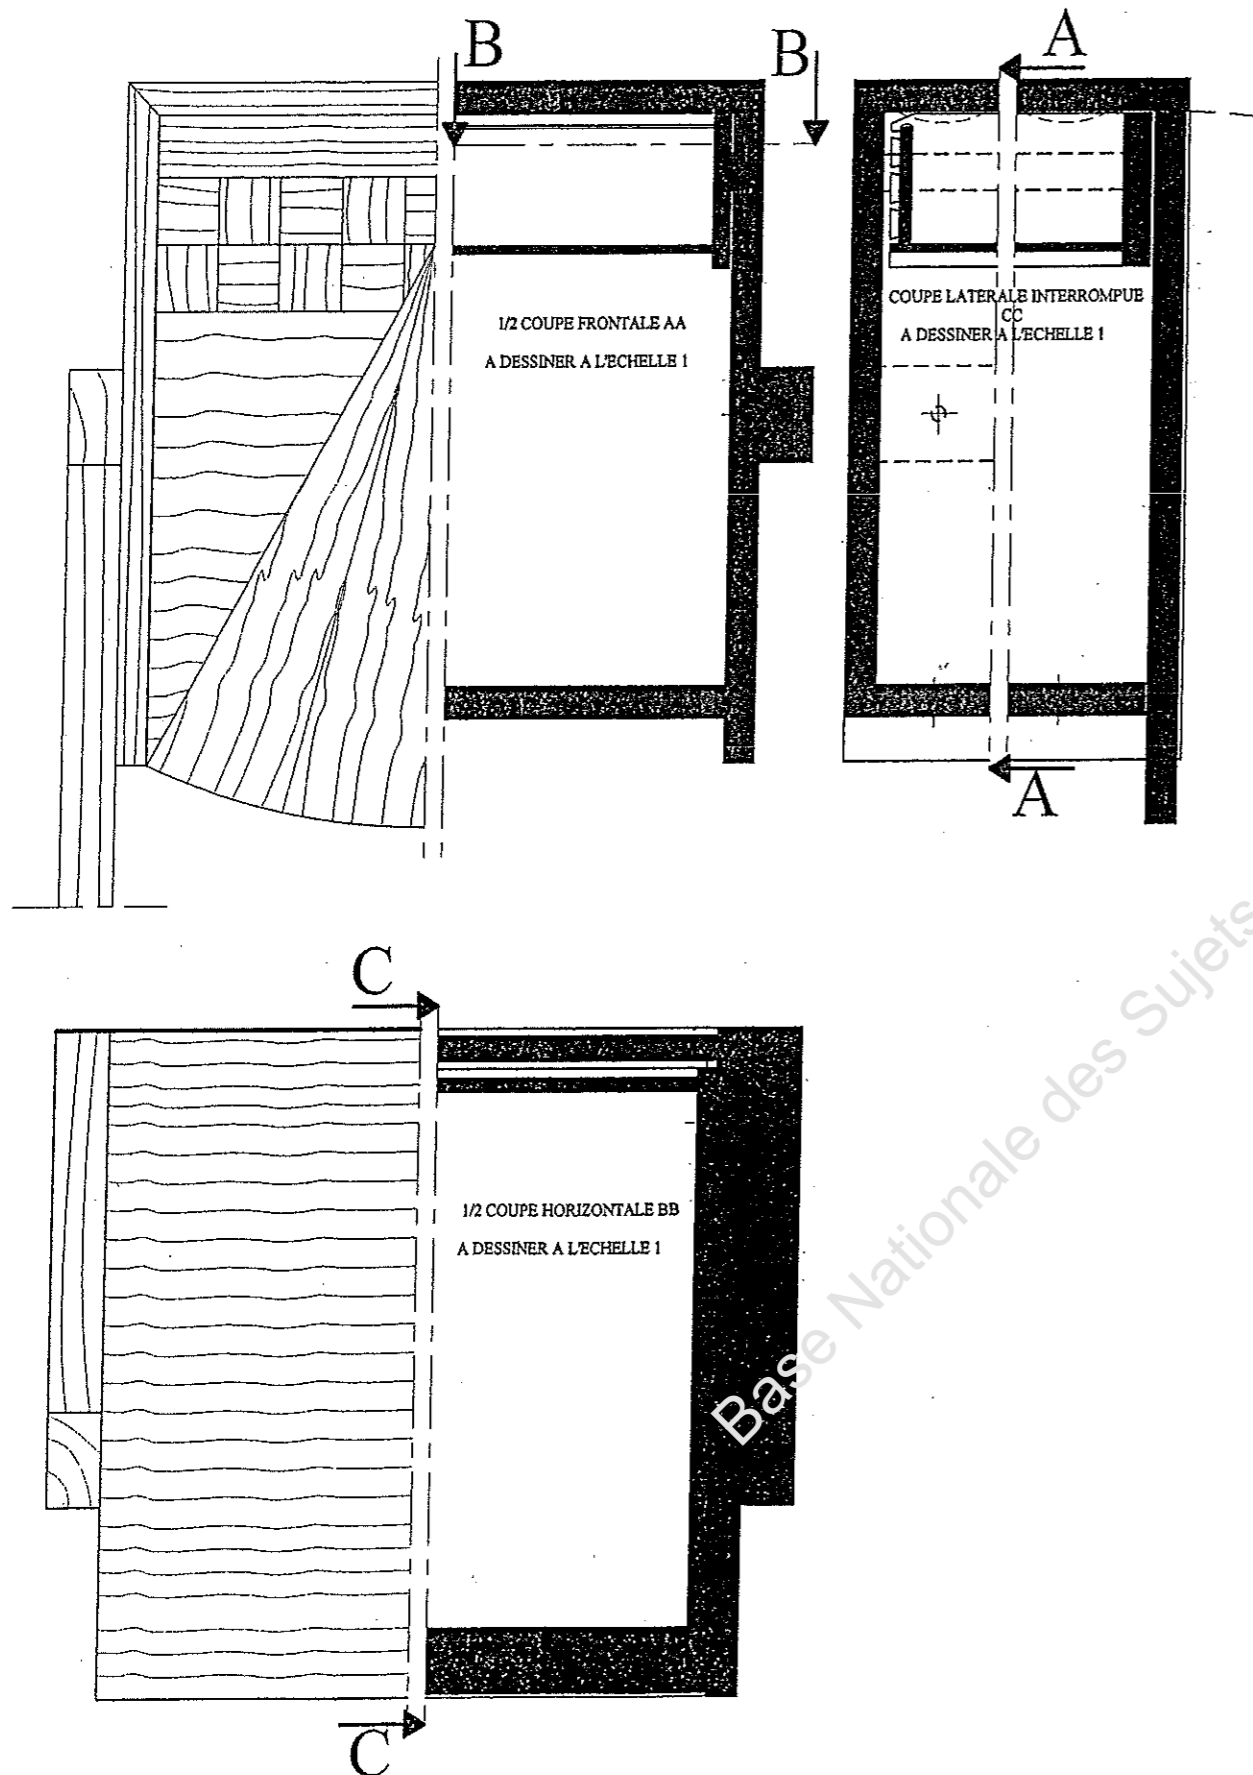 B
B
A
1/2 COUPE FRONTALE AA
A DESSINER A L'ECHELLE 1
COUPE LATERALE INTERROMPUE
CC
A DESSINER A L'ECHELLE 1
A
C
1/2 COUPE HORIZONTALE BB
A DESSINER A L'ECHELLE 1
C
Base Nationale des Sujets